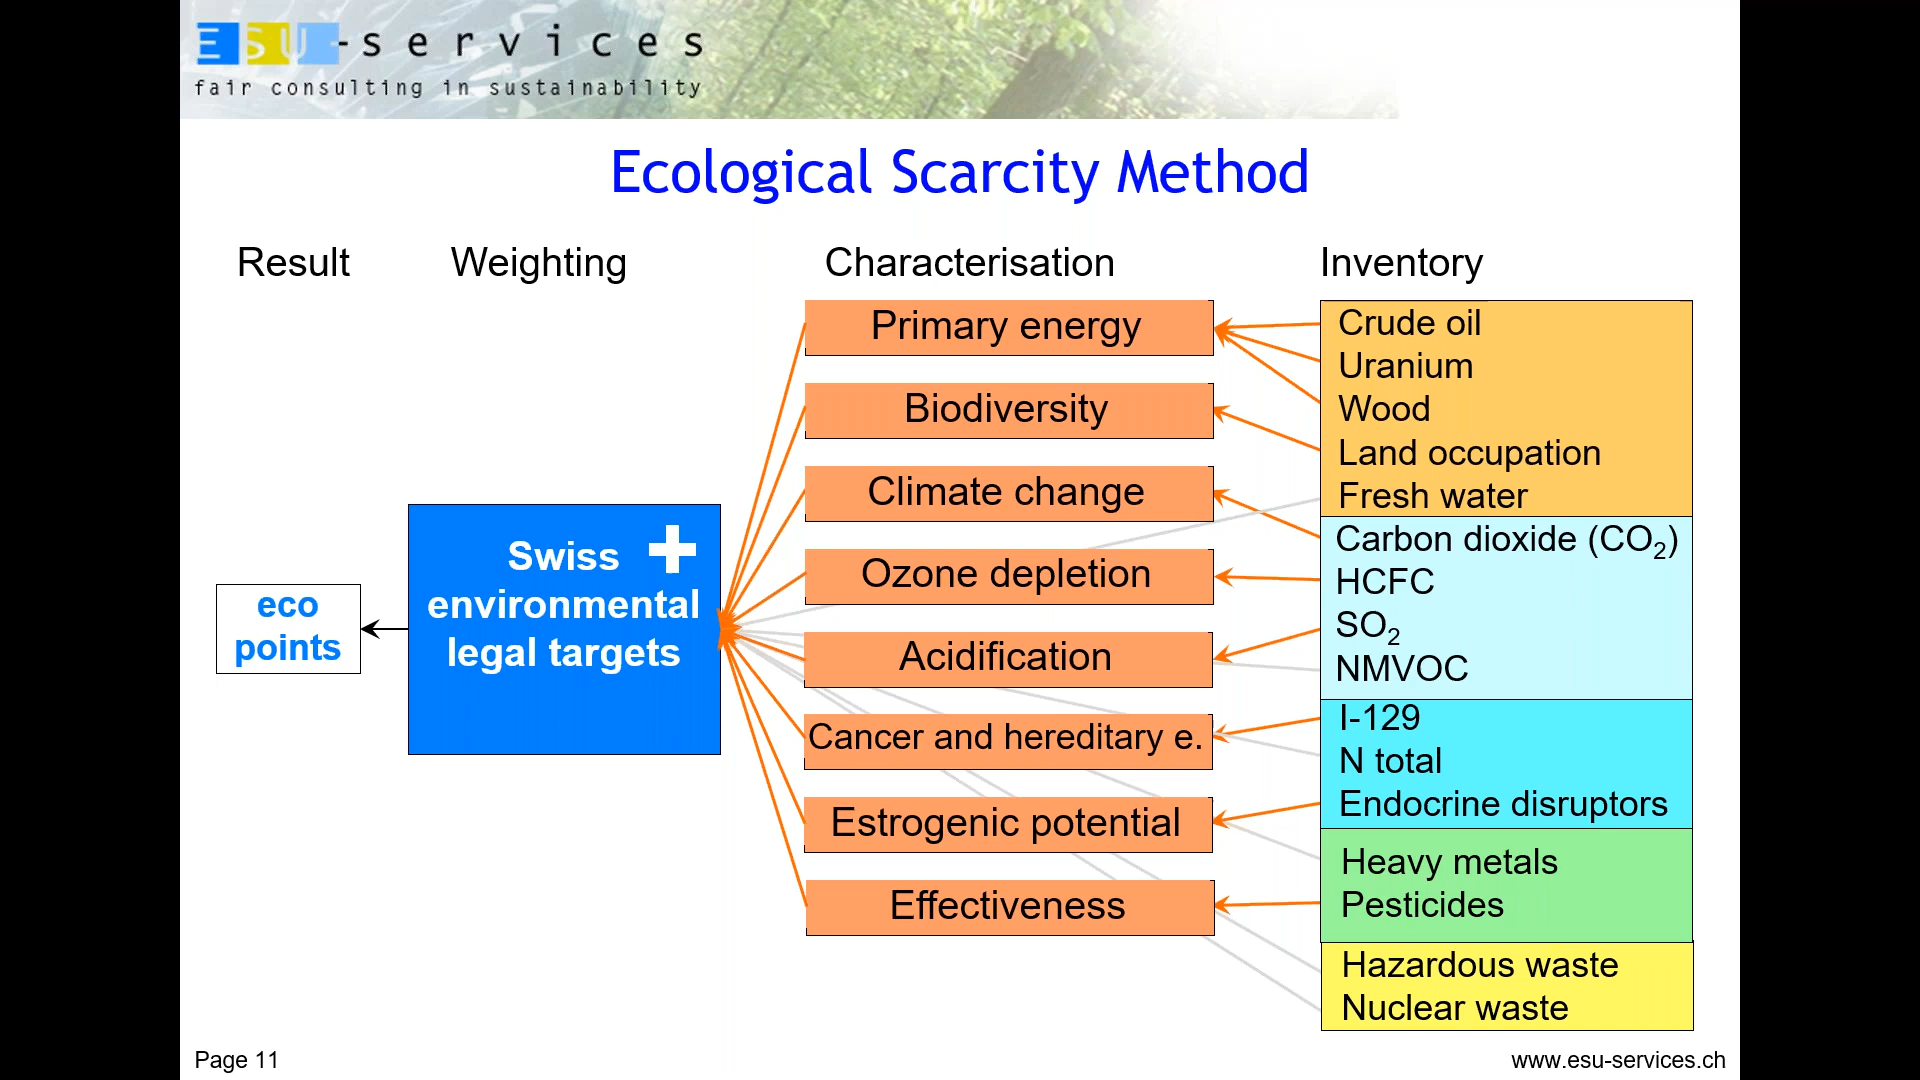 ESU-services
fair consulting in sustainability
Ecological Scarcity Method
Result
Weighting
Characterisation
Inventory
eco
points
Swiss
environmental
legal targets
Primary energy
Biodiversity
Climate change
Ozone depletion
Acidification
Cancer and hereditary e.
Estrogenic potential
Effectiveness
Crude oil
Uranium
Wood
Land occupation
Fresh water
Carbon dioxide (CO₂)
HCFC
SO₂
NMVOC
I-129
N total
Endocrine disruptors
Heavy metals
Pesticides
Hazardous waste
Nuclear waste
Page 11
www.esu-services.ch